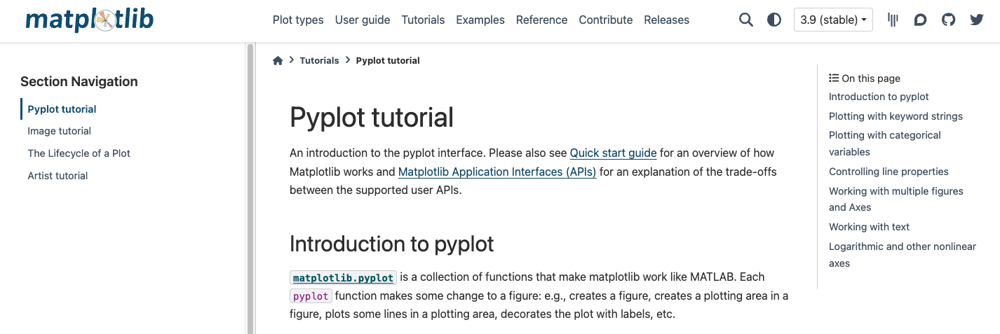 matplotlib
Plot types User guide Tutorials Examples Reference Contribute Releases
3.9 (stable)
Section Navigation
Pyplot tutorial
Image tutorial
The Lifecycle of a Plot
Artist tutorial
Tutorials > Pyplot tutorial
Pyplot tutorial
An introduction to the pyplot interface. Please also see Quick start guide for an overview of how
Matplotlib works and Matplotlib Application Interfaces (APIs) for an explanation of the trade-offs
between the supported user APIs.
Introduction to pyplot
matplotlib.pyplot is a collection of functions that make matplotlib work like MATLAB. Each
pyplot function makes some change to a figure: e.g., creates a figure, creates a plotting area in a
figure, plots some lines in a plotting area, decorates the plot with labels, etc.
On this page
Introduction to pyplot
Plotting with keyword strings
Plotting with categorical
variables
Controlling line properties
Working with multiple figures
and Axes
Working with text
Logarithmic and other nonlinear
axes